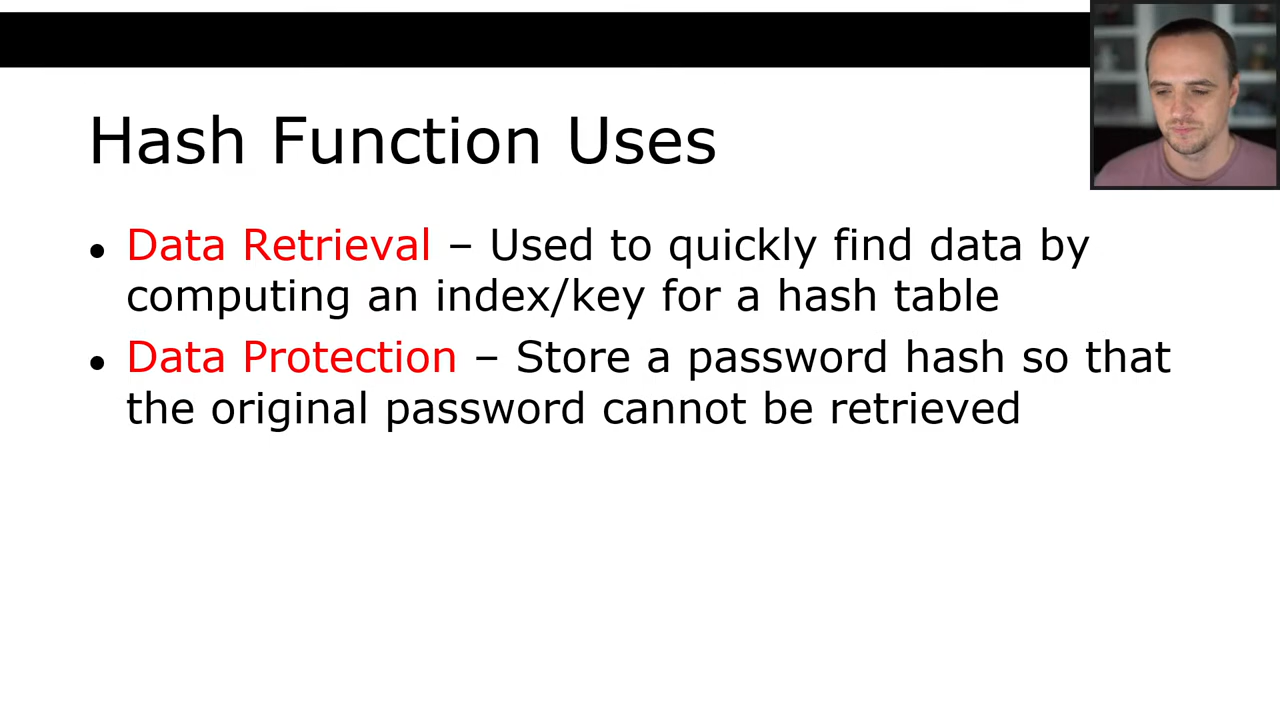 Hash Function Uses
• Data Retrieval – Used to quickly find data by
computing an index/key for a hash table
• Data Protection – Store a password hash so that
the original password cannot be retrieved